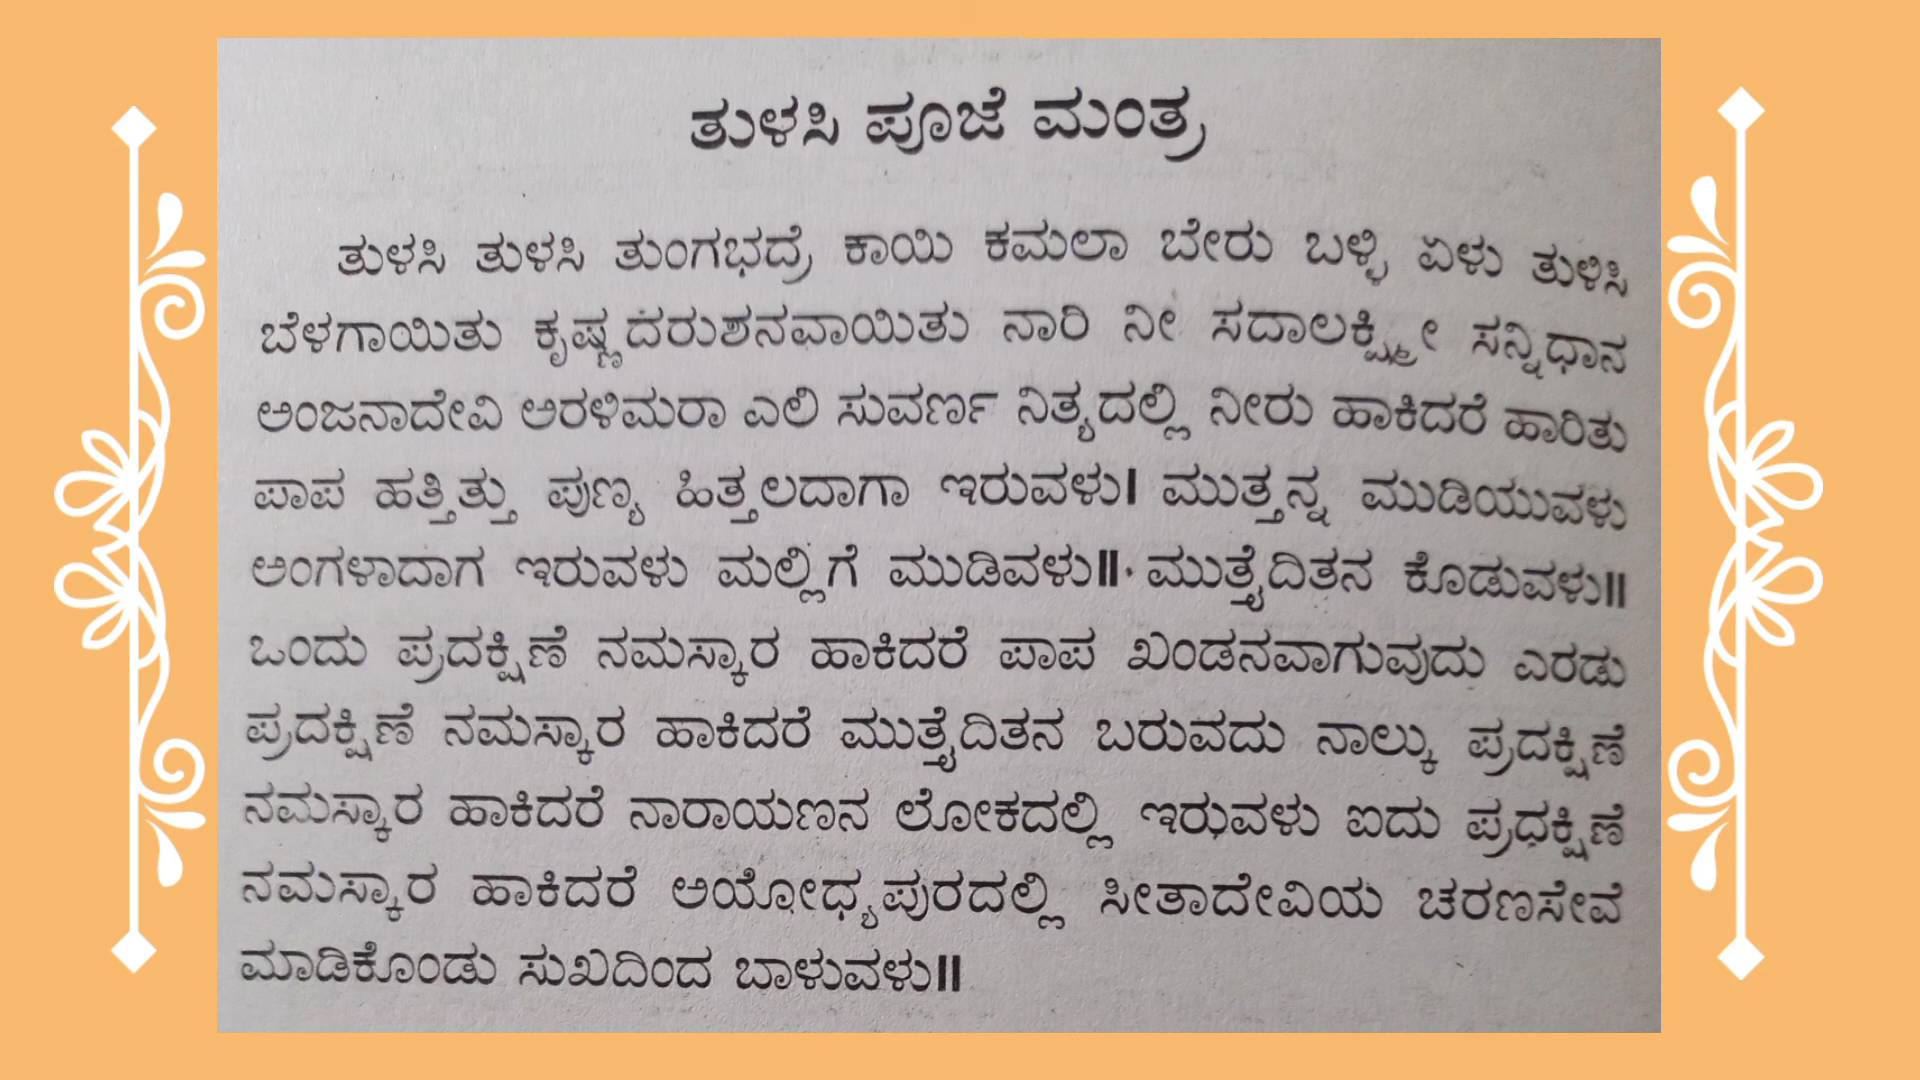 ತುಳಸಿ ಪೂಜೆ ಮಂತ್ರ
ತುಳಸಿ ತುಳಸಿ ತುಂಗಭದ್ರೆ ಕಾಯಿ ಕಮಲಾ ಬೇರು ಬಳ್ಳಿ ಏಳು ತುಳಿಸಿ
ಬೆಳಗಾಯಿತು ಕೃಷ್ಣದರುಶನವಾಯಿತು ನಾರಿ ನೀ ಸದಾಲಕ್ಷ್ಮೀ ಸನ್ನಿಧಾನ
ಅಂಜನಾದೇವಿ ಅರಳಿಮರಾ ಎಲಿ ಸುವರ್ಣ ನಿತ್ಯದಲ್ಲಿ ನೀರು ಹಾಕಿದರೆ ಹಾರಿತು
ಪಾಪ ಹತ್ತಿತ್ತು ಪುಣ್ಯ ಹಿತ್ತಲದಾಗಾ ಇರುವಳು। ಮುತ್ತನ್ನ ಮುಡಿಯುವಳು
ಅಂಗಳಾದಾಗ ಇರುವಳು ಮಲ್ಲಿಗೆ ಮುಡಿವಳು॥ ಮುತ್ತೈದಿತನ ಕೊಡುವಳು॥
ಒಂದು ಪ್ರದಕ್ಷಿಣೆ ನಮಸ್ಕಾರ ಹಾಕಿದರೆ ಪಾಪ ಖಂಡನವಾಗುವುದು ಎರಡು
ಪ್ರದಕ್ಷಿಣೆ ನಮಸ್ಕಾರ ಹಾಕಿದರೆ ಮುತ್ತೈದಿತನ ಬರುವದು ನಾಲ್ಕು ಪ್ರದಕ್ಷಿಣೆ
ನಮಸ್ಕಾರ ಹಾಕಿದರೆ ನಾರಾಯಣನ ಲೋಕದಲ್ಲಿ ಇರುವಳು ಐದು ಪ್ರಧಕ್ಷಿಣೆ
ನಮಸ್ಕಾರ ಹಾಕಿದರೆ ಅಯೋಧ್ಯಪುರದಲ್ಲಿ ಸೀತಾದೇವಿಯ ಚರಣಸೇವೆ
ಮಾಡಿಕೊಂಡು ಸುಖದಿಂದ ಬಾಳುವಳು॥